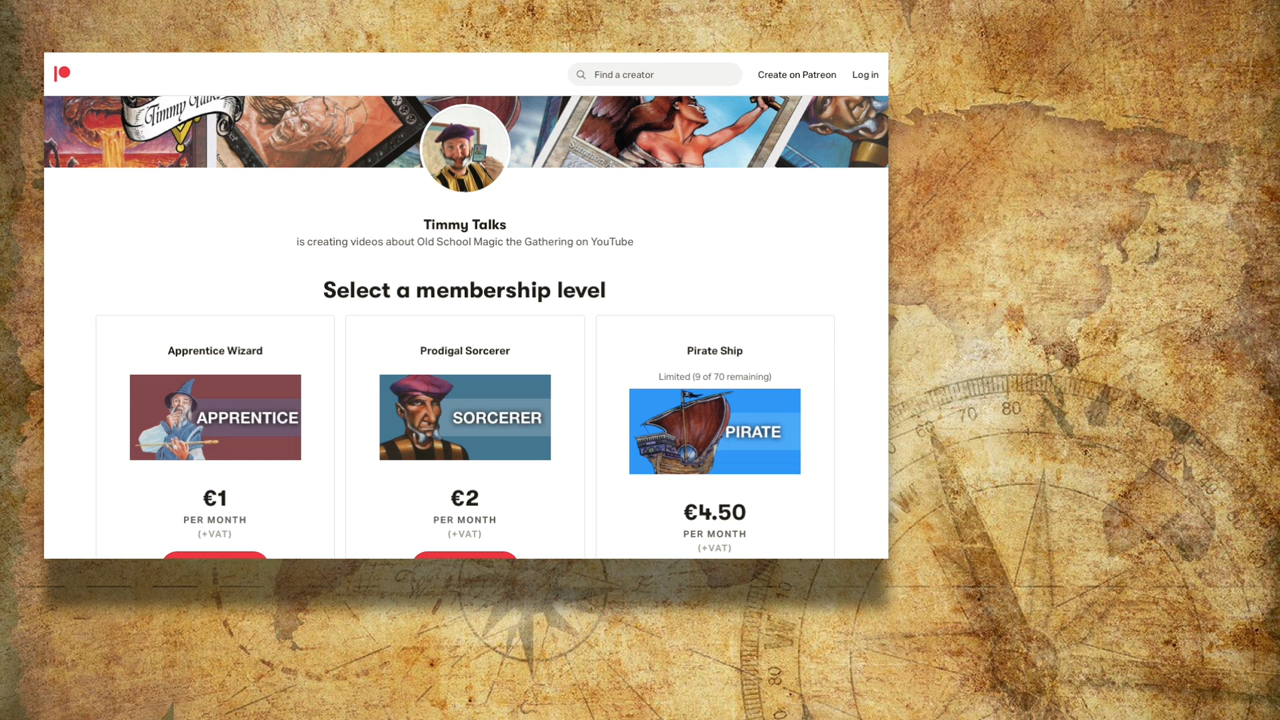 Find a creator
Create on Patreon
Log in
Timmy Talks
Timmy Talks
is creating videos about Old School Magic the Gathering on YouTube
Select a membership level
Apprentice Wizard
APPRENTICE
€1
PER MONTH
(+VAT)
Prodigal Sorcerer
SORCERER
€2
PER MONTH
(+VAT)
Pirate Ship
Limited (9 of 70 remaining)
PIRATE
€4.50
PER MONTH
(+VAT)
70
80
W
80